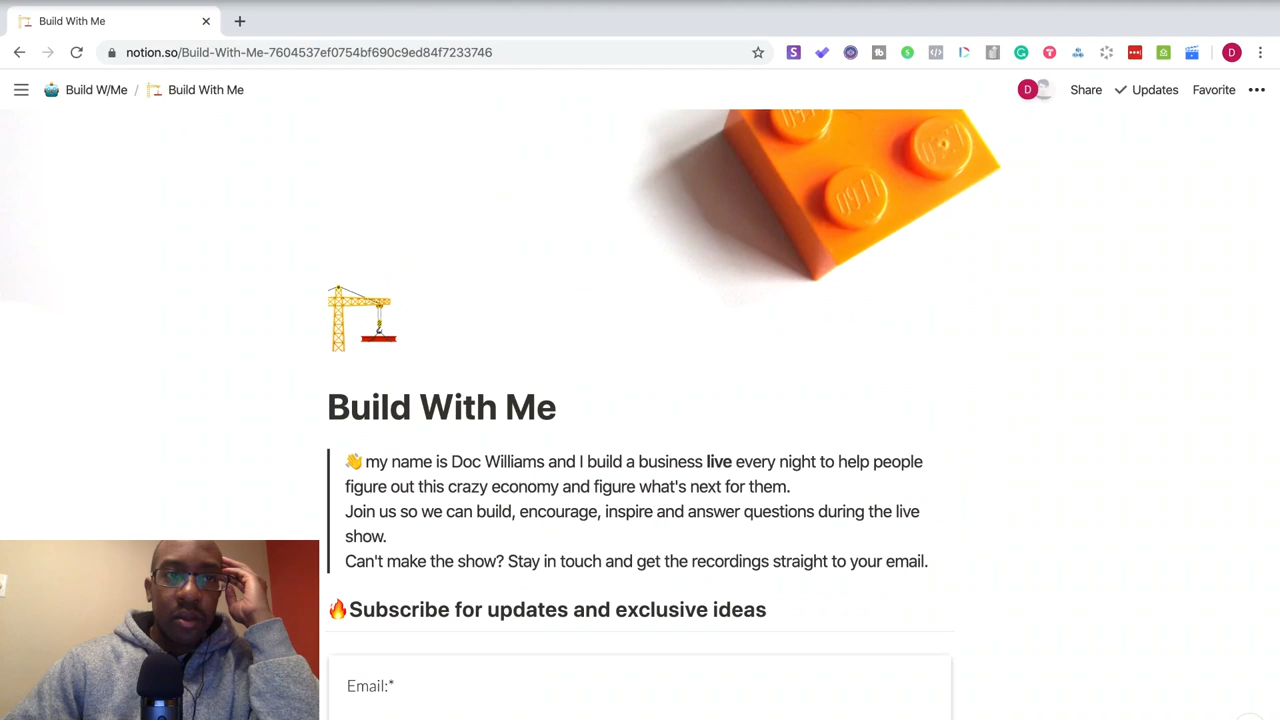 Build With Me
notion.so/Build-With-Me-7604537ef0754bf690c9ed84f7233746
D
Build W/Me / Build With Me
D
Share
Updates
Favorite
Build With Me
my name is Doc Williams and I build a business live every night to help people
figure out this crazy economy and figure what's next for them.
Join us so we can build, encourage, inspire and answer questions during the live
show.
Can't make the show? Stay in touch and get the recordings straight to your email.
Subscribe for updates and exclusive ideas
Email:*